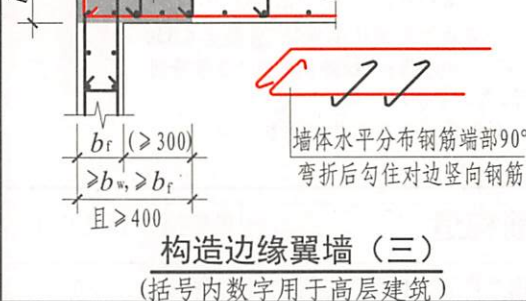 bf (≥300)
≥bw, ≥bf
且≥400
墙体水平分布钢筋端部90°
弯折后勾住对边竖向钢筋
构造边缘翼墙（三）
(括号内数字用于高层建筑)